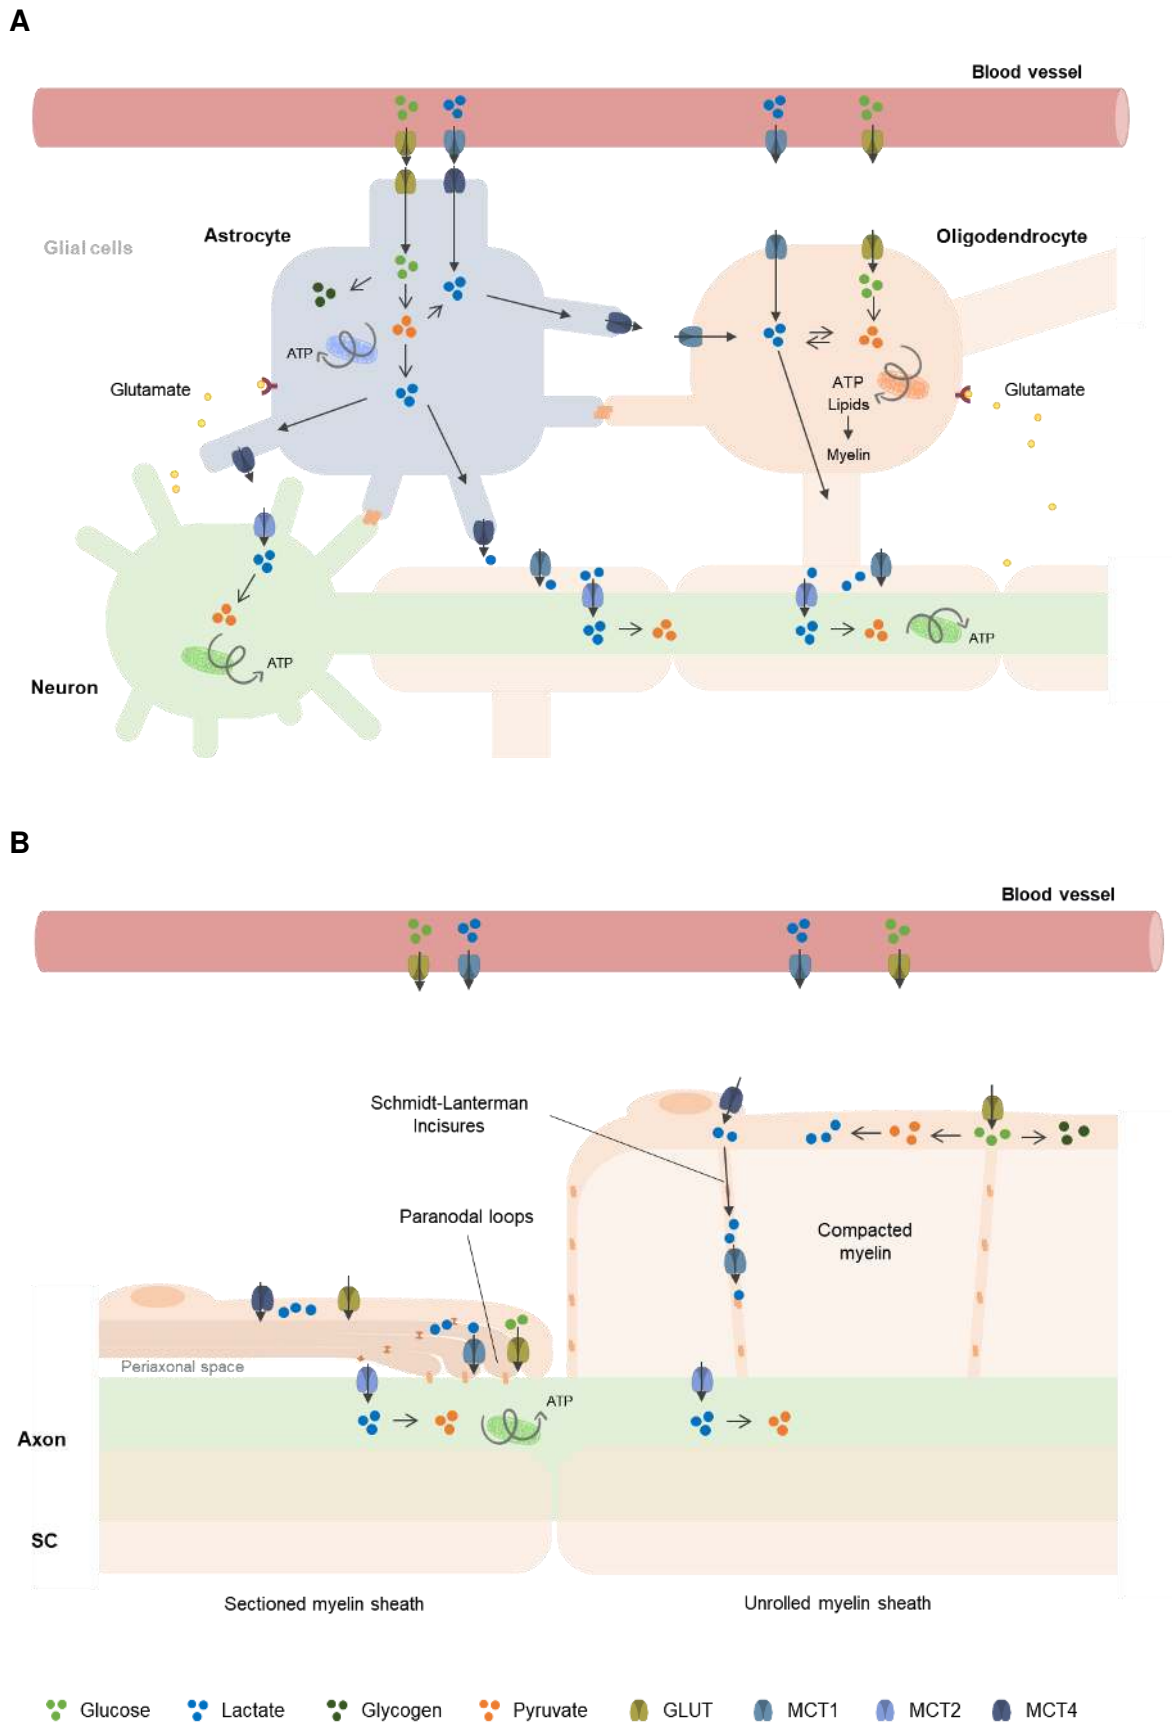 A
Blood vessel
Glial cells
Astrocyte
Oligodendrocyte
ATP
Glutamate
ATP
Lipids
Glutamate
Myelin
ATP
ATP
Neuron
B
Blood vessel
Schmidt-Lanterman
Incisures
Paranodal loops
Compacted
myelin
Periaxonal space
ATP
Axon
SC
Sectioned myelin sheath
Unrolled myelin sheath
Glucose
Lactate
Glycogen
Pyruvate
GLUT
MCT1
MCT2
MCT4